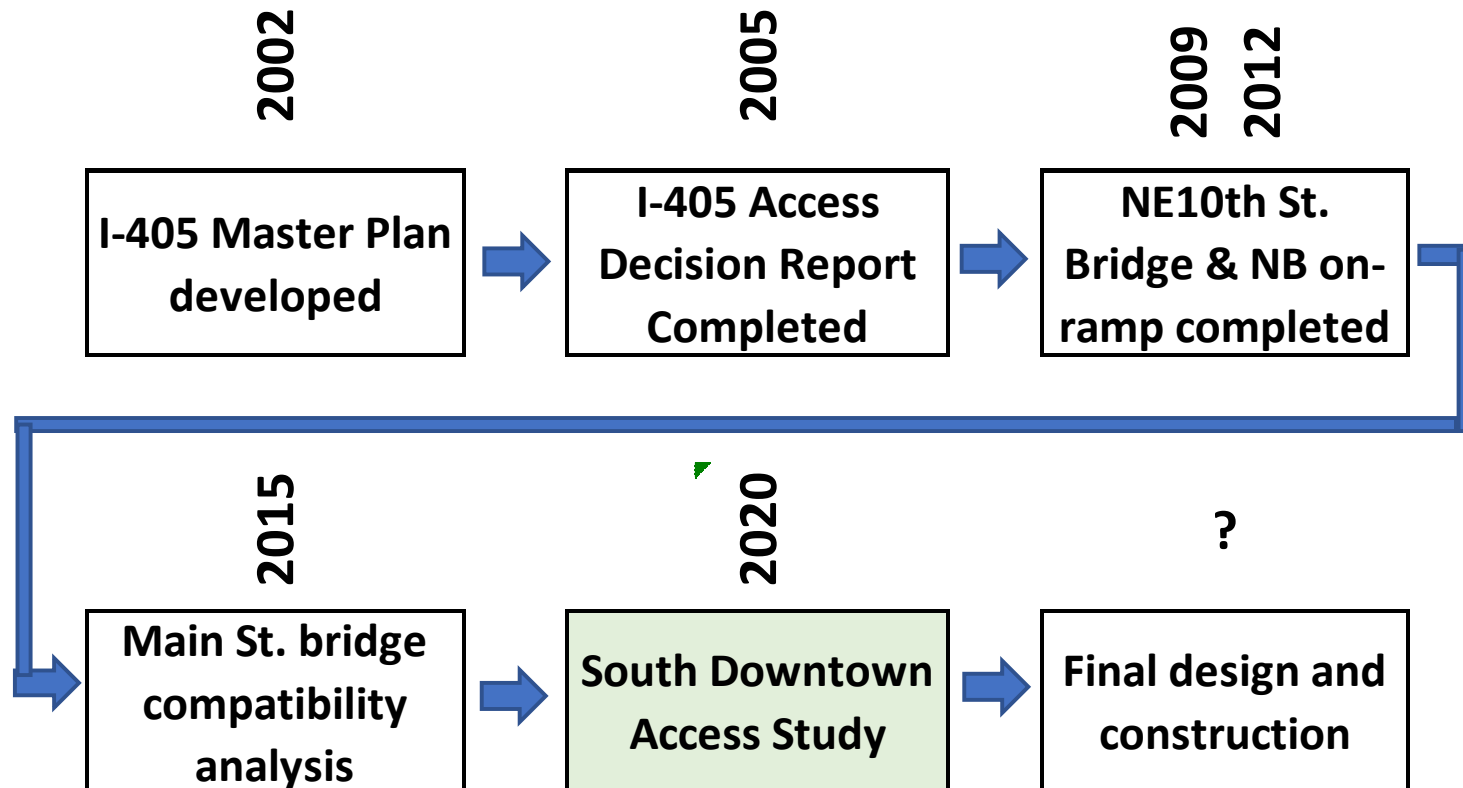 2002
I-405 Master Plan
developed
2005
I-405 Access
Decision Report
Completed
2009
2012
NE10th St.
Bridge & NB on-
ramp completed
2015
Main St. bridge
compatibility
analysis
2020
South Downtown
Access Study
?
Final design and
construction